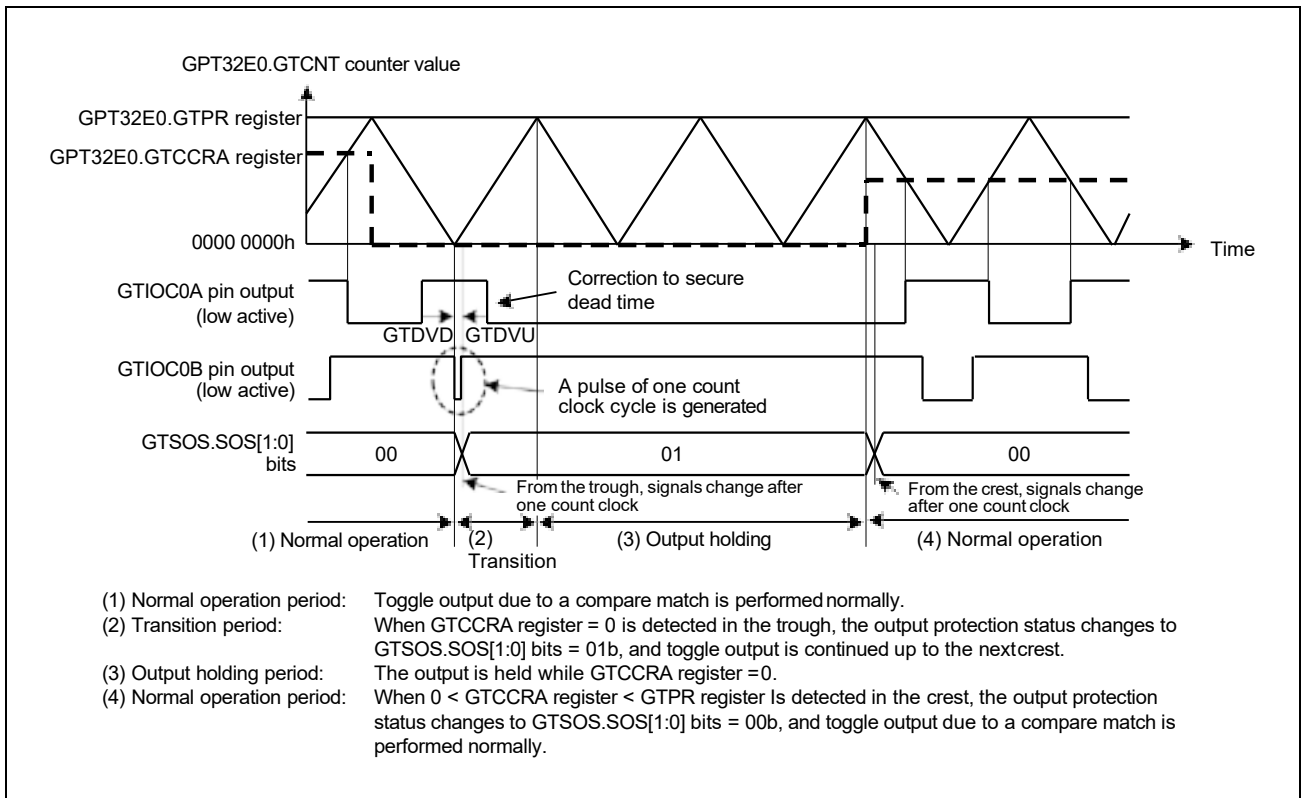 GPT32E0.GTCNT counter value
GPT32E0.GTPR register
GPT32E0.GTCCRA register
0000 0000h
Time
GTIOC0A pin output
(low active)
Correction to secure
dead time
GTDVD
GTDVU
GTIOC0B pin output
(low active)
A pulse of one count
clock cycle is generated
GTSOS.SOS[1:0]
bits
00
01
00
From the trough, signals change after
one count clock
From the crest, signals change
after one count clock
(1) Normal operation
(2)
Transition
(3) Output holding
(4) Normal operation
(1) Normal operation period: Toggle output due to a compare match is performed normally.
(2) Transition period: When GTCCRA register = 0 is detected in the trough, the output protection status changes to
GTSOS.SOS[1:0] bits = 01b, and toggle output is continued up to the nextcrest.
(3) Output holding period: The output is held while GTCCRA register =0.
(4) Normal operation period: When 0 < GTCCRA register < GTPR register Is detected in the crest, the output protection
status changes to GTSOS.SOS[1:0] bits = 00b, and toggle output due to a compare match is
performed normally.